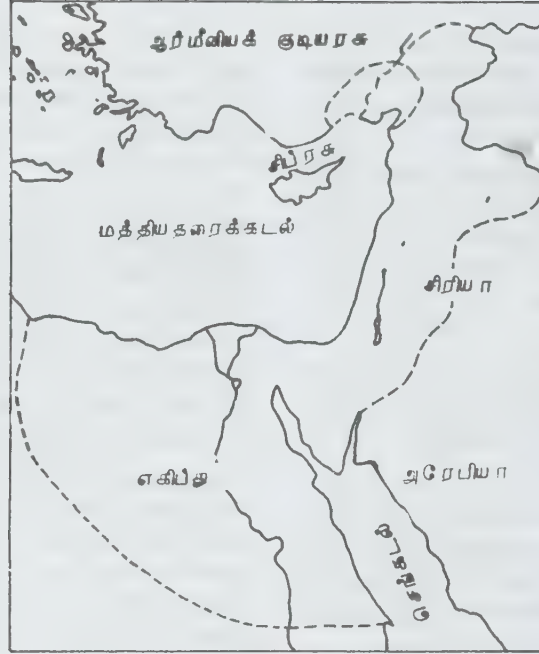 ஆர்மீனியக் குடியரசு
சிப்ரசு
மத்தியதரைக்கடல்
சிரியா
எகிப்து
அரேபியா
செங்கடல்